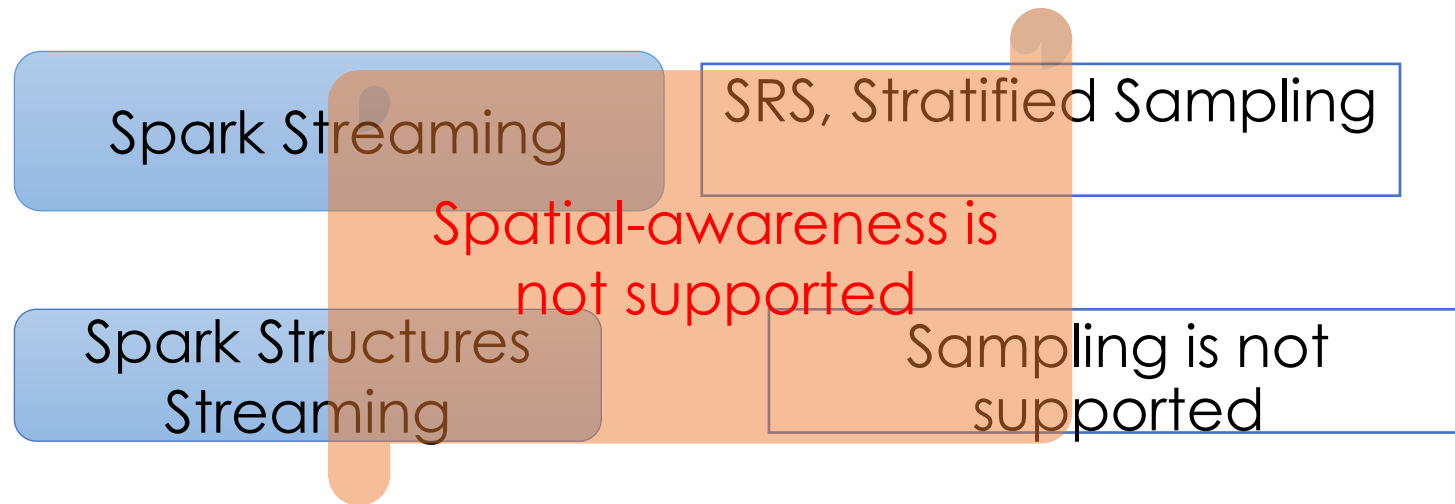 Spark Streaming
SRS, Stratified Sampling
Spatial-awareness is
not supported
Spark Structures
Streaming
Sampling is not
supported